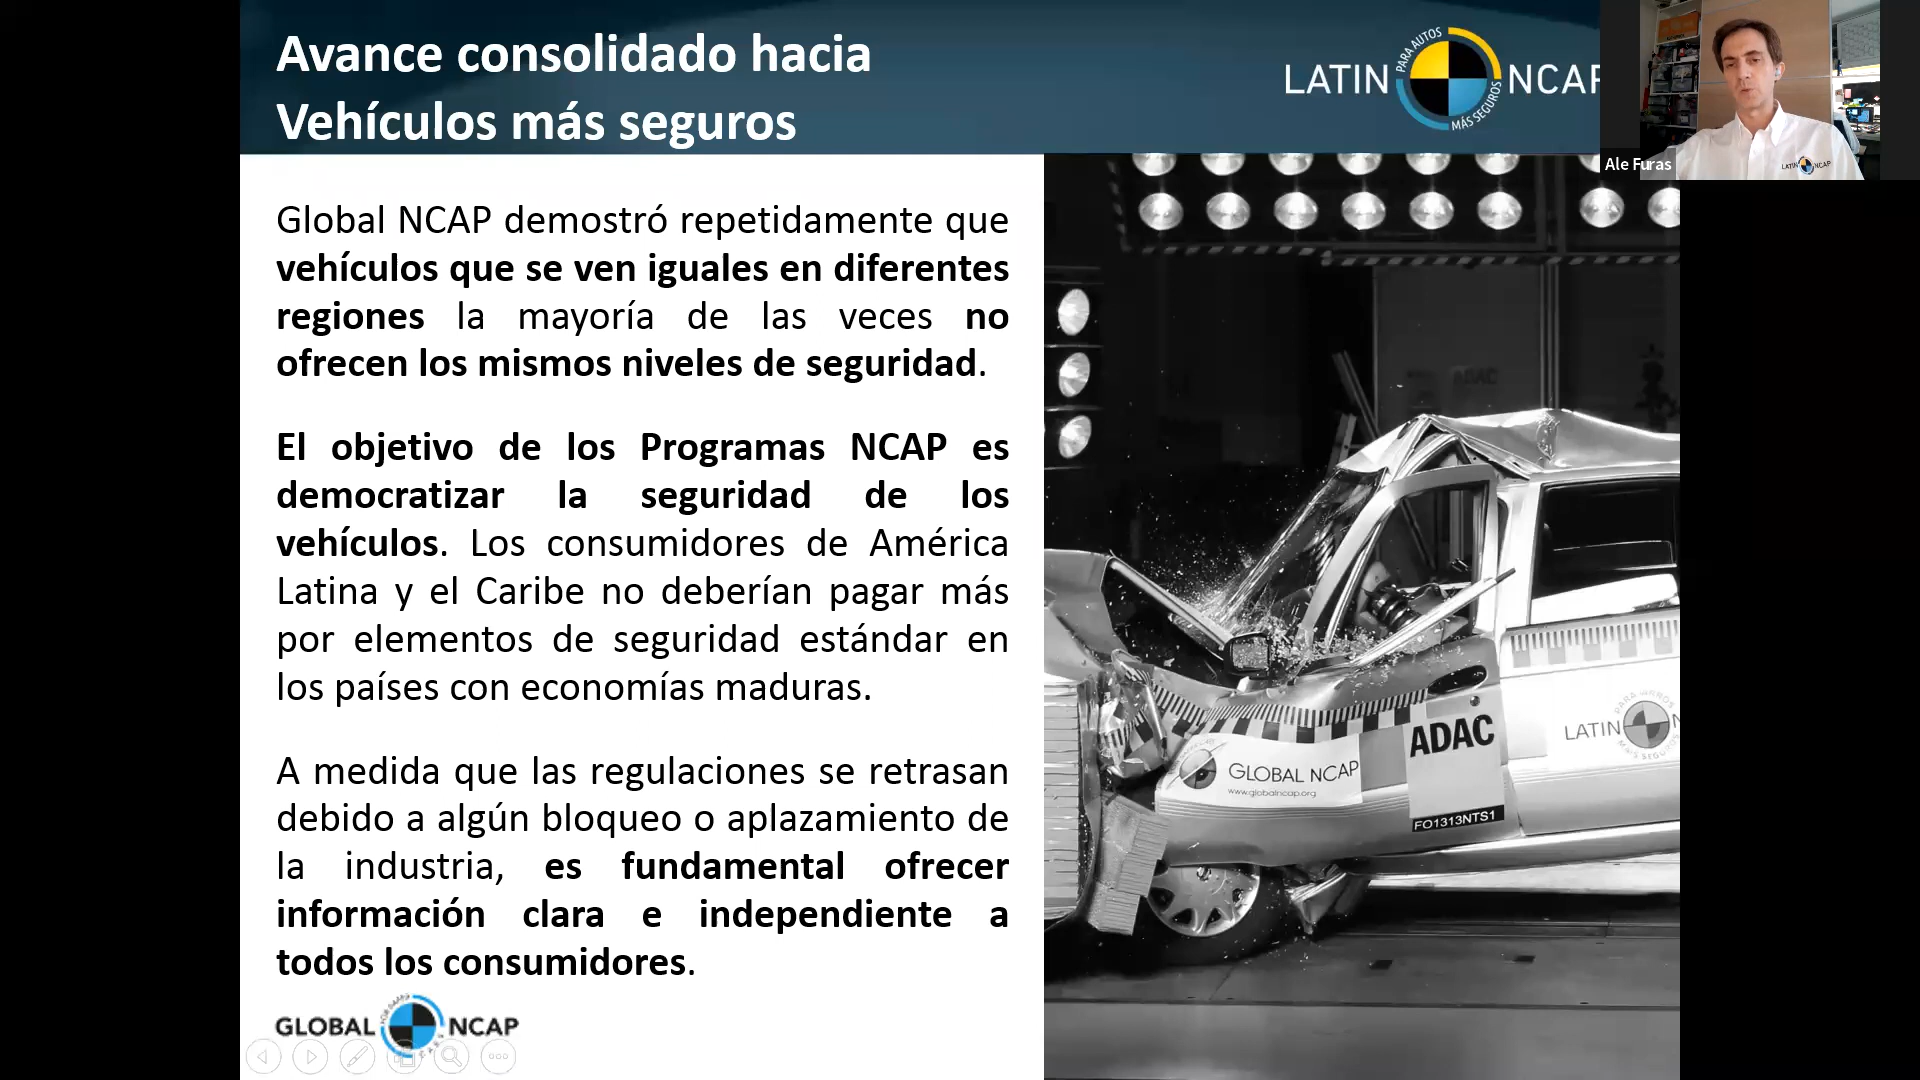 Avance consolidado hacia
Vehículos más seguros
LATIN NCAP
PARA AUTOS
MÁS SEGUROS
Ale Furas
LATIN NCAP
Global NCAP demostró repetidamente que
vehículos que se ven iguales en diferentes
regiones la mayoría de las veces no
ofrecen los mismos niveles de seguridad.
El objetivo de los Programas NCAP es
democratizar la seguridad de los
vehículos. Los consumidores de América
Latina y el Caribe no deberían pagar más
por elementos de seguridad estándar en
los países con economías maduras.
A medida que las regulaciones se retrasan
debido a algún bloqueo o aplazamiento de
la industria, es fundamental ofrecer
información clara e independiente a
todos los consumidores.
GLOBAL NCAP
ADAC
ADAC
FO1313NTS1
GLOBAL NCAP
www.globalncap.org
LATIN N
MÁS SEGUROS